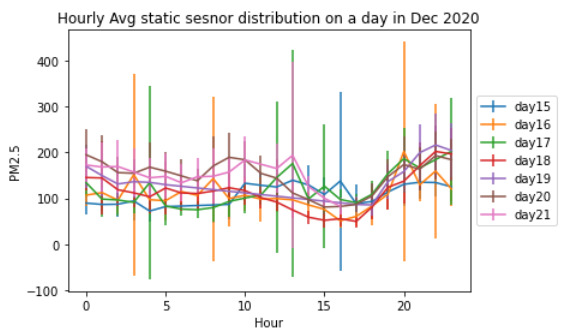 Hourly Avg static sesnor distribution on a day in Dec 2020
PM2.5
400
300
200
100
0
−100
0 5 10 15 20
Hour
day15
day16
day17
day18
day19
day20
day21